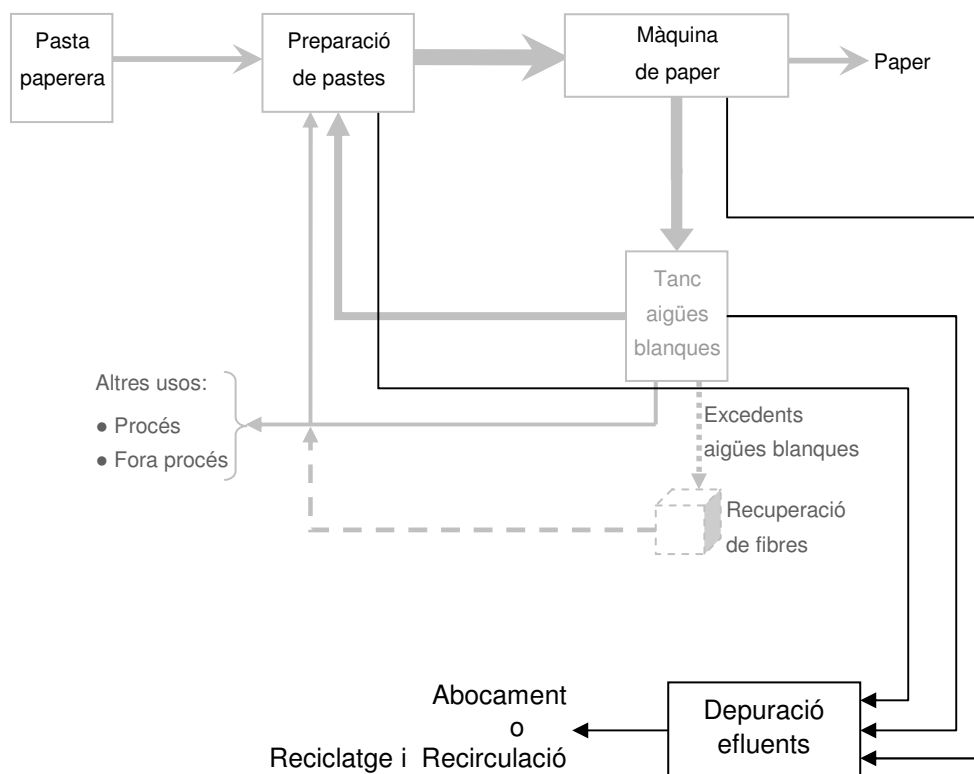 Pasta
paperera
Preparació
de pastes
Màquina
de paper
Paper
Tanc
aigües
blanques
Altres usos:
● Procés
● Fora procés
Excedents
aigües blanques
Recuperació
de fibres
Abocament
o
Reciclatge i Recirculació
Depuració
efluents